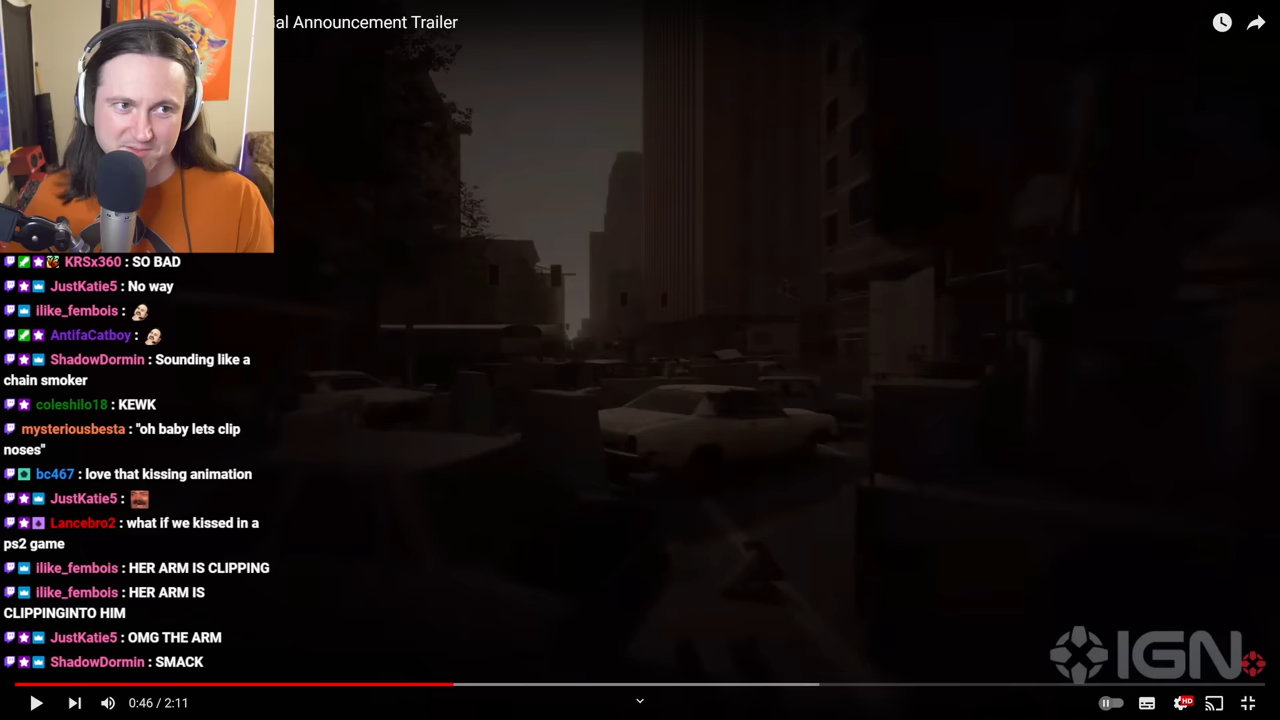 ial Announcement Trailer
KRSx360 : SO BAD
JustKatie5 : No way
ilike_fembois :
AntifaCatboy :
ShadowDormin : Sounding like a
chain smoker
coleshilo18 : KEWK
mysteriousbesta : "oh baby lets clip
noses"
bc467 : love that kissing animation
JustKatie5 :
Lancebro2 : what if we kissed in a
ps2 game
ilike_fembois : HER ARM IS CLIPPING
ilike_fembois : HER ARM IS
CLIPPINGINTO HIM
JustKatie5 : OMG THE ARM
ShadowDormin : SMACK
IGN
0:46 / 2:11
HD